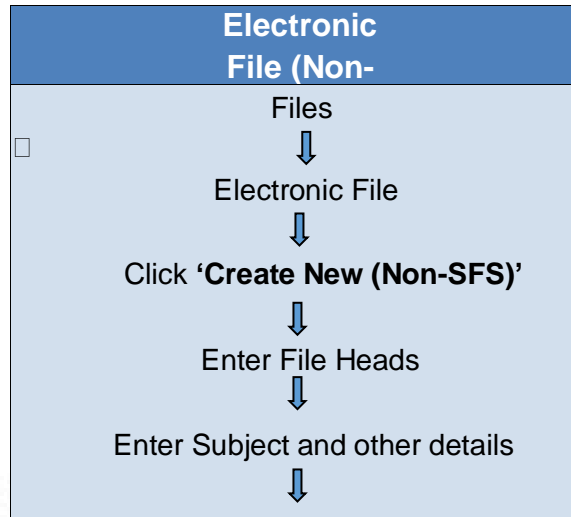 Electronic
File (Non-
Files
Electronic File
Click ‘Create New (Non-SFS)’
Enter File Heads
Enter Subject and other details